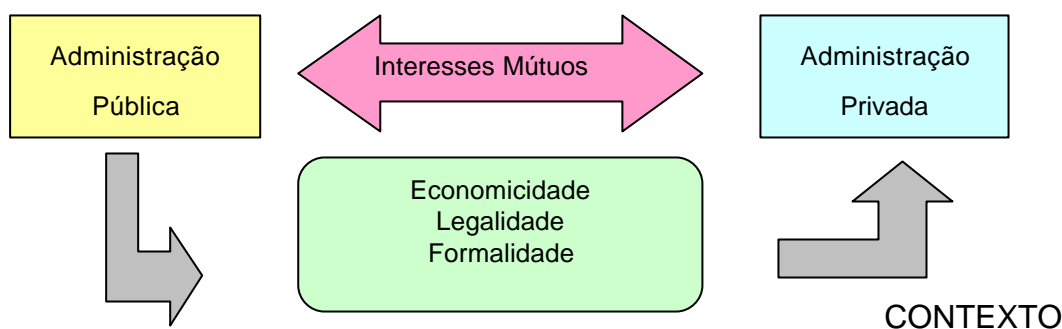 Administração
Pública
Interesses Mútuos
Administração
Privada
Economicidade
Legalidade
Formalidade
CONTEXTO